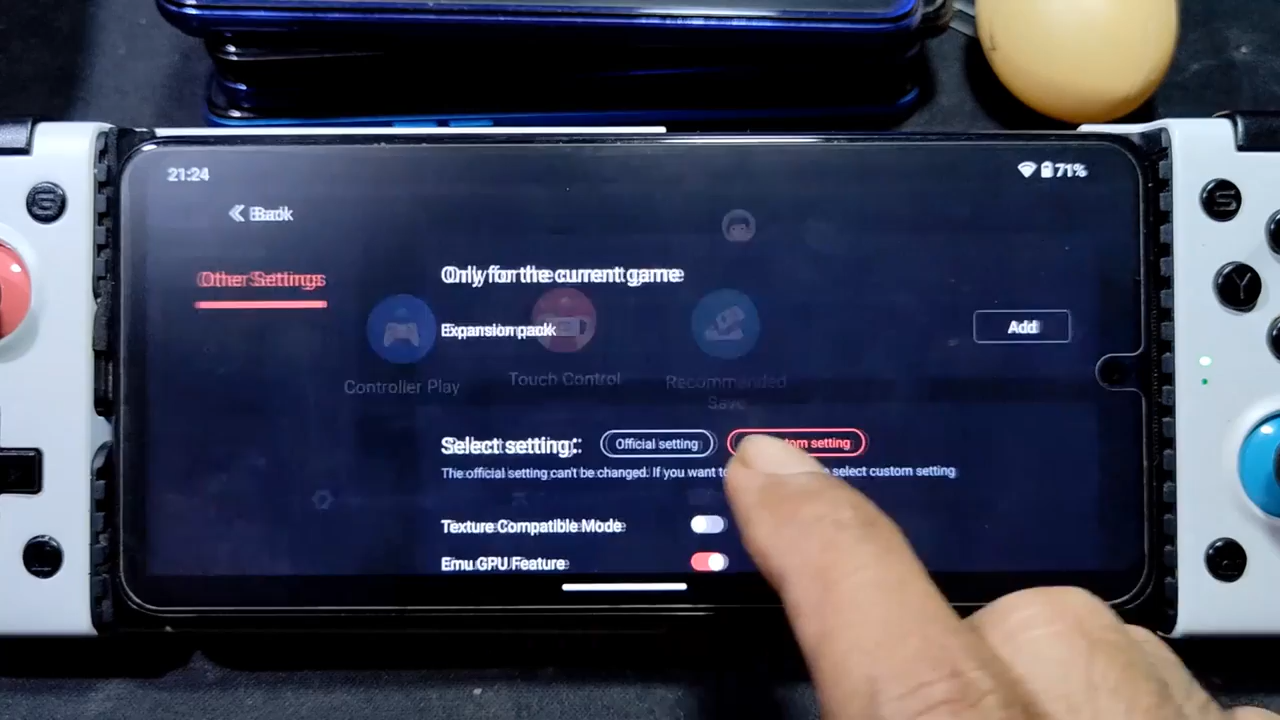 21:24
71%
Back
Other Settings
Only for the current game
Expansion pack
Add
Controller Play
Touch Control
Recommended
Save
Select setting:
Official setting
setting
The official setting can't be changed. If you want
select custom setting
Texture Compatible Mode
Emu GPU Feature
S
S
Y